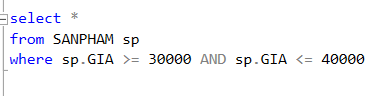 select *
from SANPHAM sp
where sp.GIA >= 30000 AND sp.GIA <= 40000